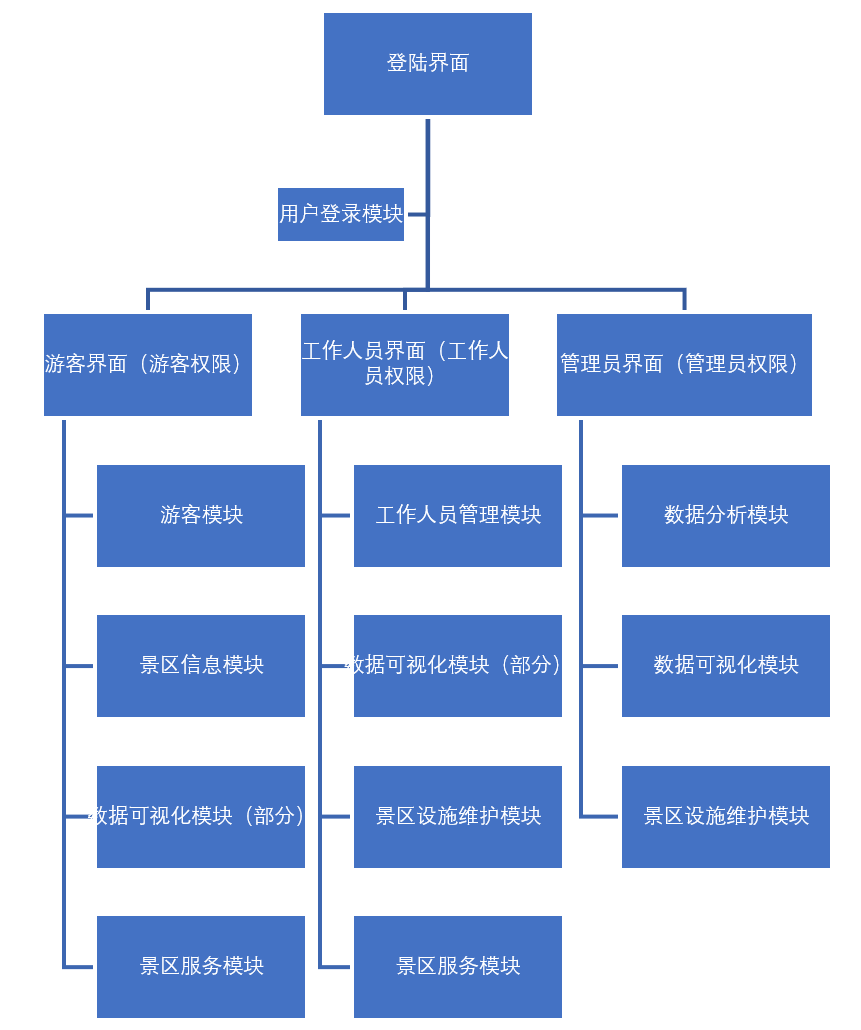 登陆界面
用户登录模块
游客界面（游客权限）
工作人员界面（工作人
员权限）
管理员界面（管理员权限）
游客模块
工作人员管理模块
数据分析模块
景区信息模块
数据可视化模块（部分）
数据可视化模块
数据可视化模块（部分）
景区设施维护模块
景区设施维护模块
景区服务模块
景区服务模块